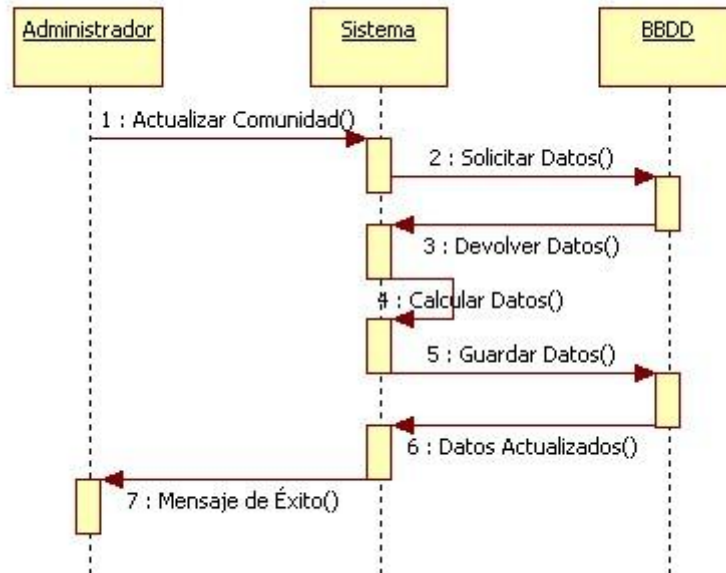 Administrador
Sistema
BBDD
1 : Actualizar Comunidad()
2 : Solicitar Datos()
3 : Devolver Datos()
4 : Calcular Datos()
5 : Guardar Datos()
6 : Datos Actualizados()
7 : Mensaje de Éxito()